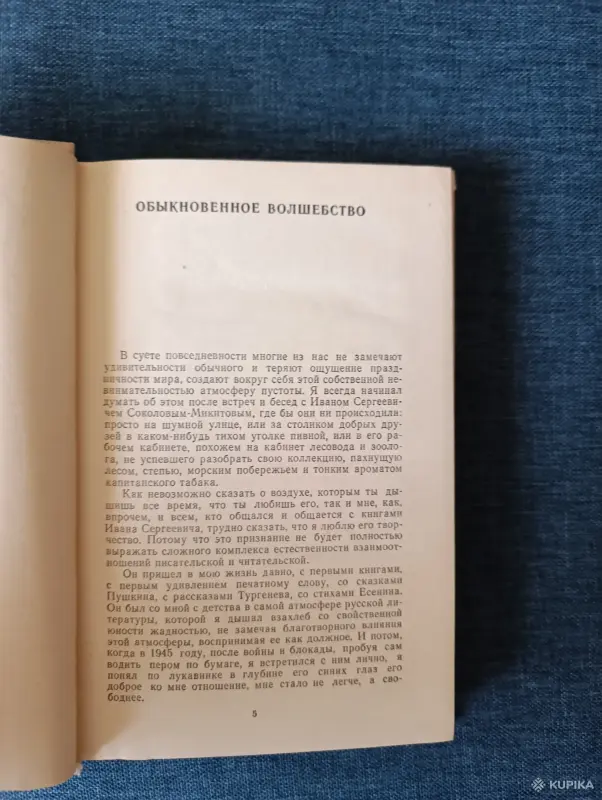 ОБЫКНОВЕННОЕ ВОЛШЕБСТВО
В суете повседневности многие из нас не замечают
удивительности обычного и теряют ощущение празд-
ничности мира, создают вокруг себя этой собственной не-
внимательностью атмосферу пустоты. Я всегда начинал
думать об этом после встреч и бесед с Иваном Сергееви-
чем Соколовым-Микитовым, где бы они ни происходила:
просто на шумной улице, или за столиком добрых дру-
зей в каком-нибудь тихом уголке пивной, или в его ра-
бочем кабинете, похожем на кабинет лесовода и зооло-
га, не успевшего разобрать свою коллекцию, пахнущую
лесом, степью, морским побережьем и тонким ароматом
капитанского табака.
Как невозможно сказать о воздухе, которым ты ды-
шишь все время, что ты любишь его, так и мне, как,
впрочем, и всем, кто общался и общается с книгами
Ивана Сергеевича, трудно сказать, что я люблю его твор-
чество. Потому что это признание не будет полностью
выражать сложного комплекса естественности взаимоот-
ношений писательской и читательской.
Он пришел в мою жизнь давно, с первыми книгами,
с первым удивлением печатному слову, со сказками
Пушкина, с рассказами Тургенева, со стихами Есенина.
Он был со мной с детства в самой атмосфере русской ли-
тературы, которой я дышал взахлеб со свойственной
юности жадностью, не замечая благотворного влияния
этой атмосферы, воспринимая ее как должное. И потом,
когда в 1945 году, после войны и блокады, пробуя сам
водить пером по бумаге, я встретился с ним лично, я
понял по лукавинке в глубине его синих глаз его
доброе ко мне отношение, мне стало не легче, а сво-
боднее.
5
KUPIKA